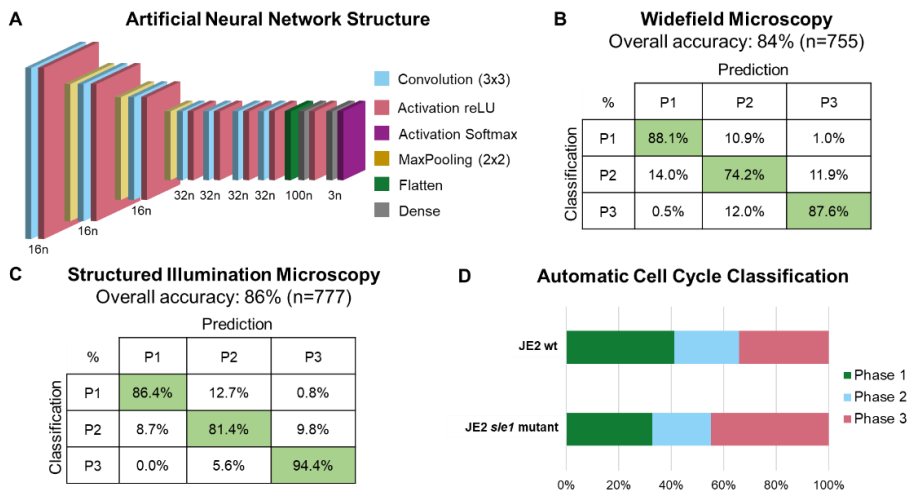 A
Artificial Neural Network Structure
16n
16n
16n
32n 32n 32n 32n 100n 3n
Convolution (3x3)
Activation reLU
Activation Softmax
MaxPooling (2x2)
Flatten
Dense
B
Widefield Microscopy
Overall accuracy: 84% (n=755)
Prediction
Classification
% P1 P2 P3
P1 88.1% 10.9% 1.0%
P2 14.0% 74.2% 11.9%
P3 0.5% 12.0% 87.6%
C
Structured Illumination Microscopy
Overall accuracy: 86% (n=777)
Prediction
Classification
% P1 P2 P3
P1 86.4% 12.7% 0.8%
P2 8.7% 81.4% 9.8%
P3 0.0% 5.6% 94.4%
D
Automatic Cell Cycle Classification
JE2 wt
JE2 sle1 mutant
0% 20% 40% 60% 80% 100%
Phase 1
Phase 2
Phase 3